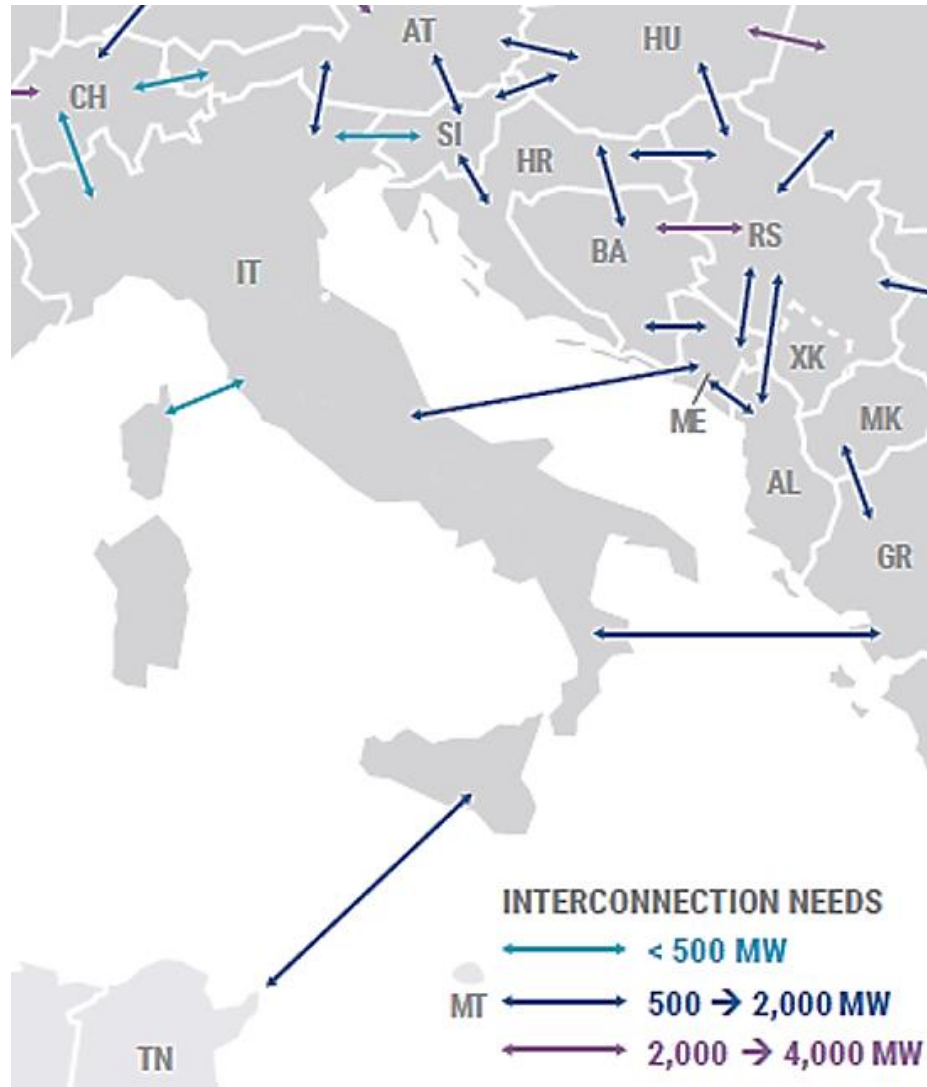 AT
HU
CH
SI
HR
RS
BA
IT
XK
ME
MK
AL
GR
INTERCONNECTION NEEDS
< 500 MW
MT
500 → 2,000 MW
2,000 → 4,000 MW
TN